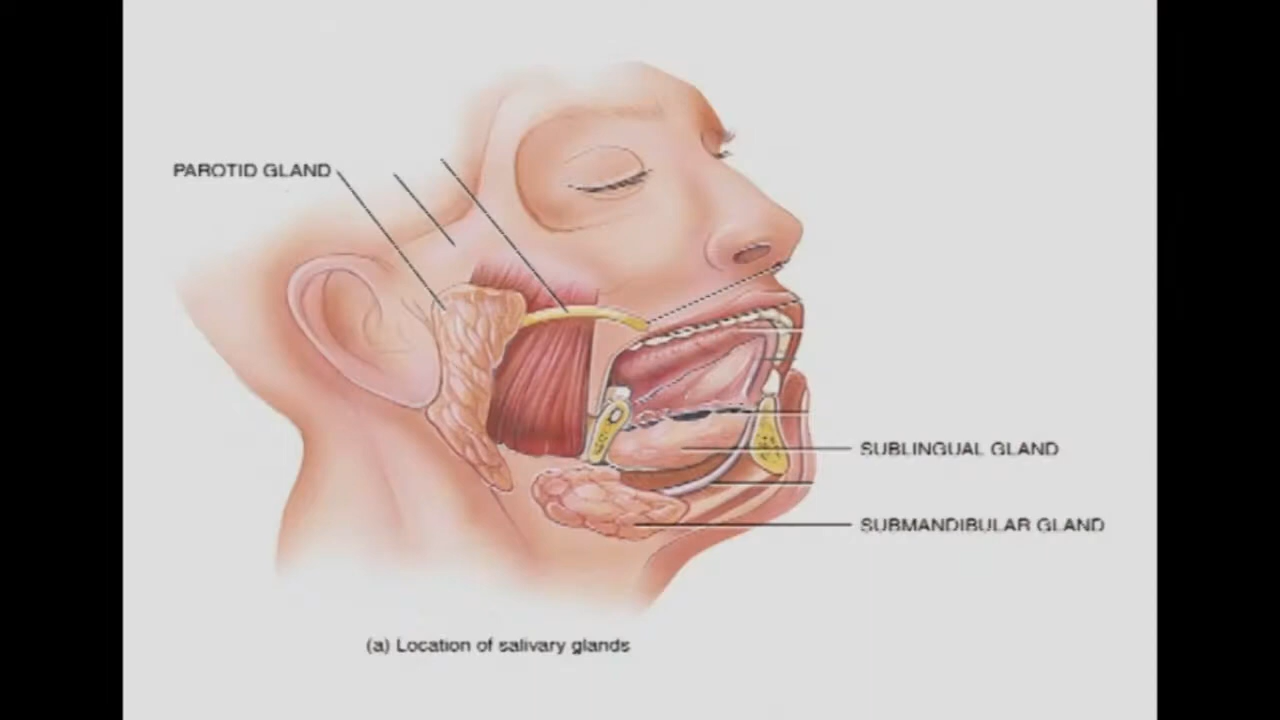 PAROTID GLAND
SUBLINGUAL GLAND
SUBMANDIBULAR GLAND
(a) Location of salivary glands